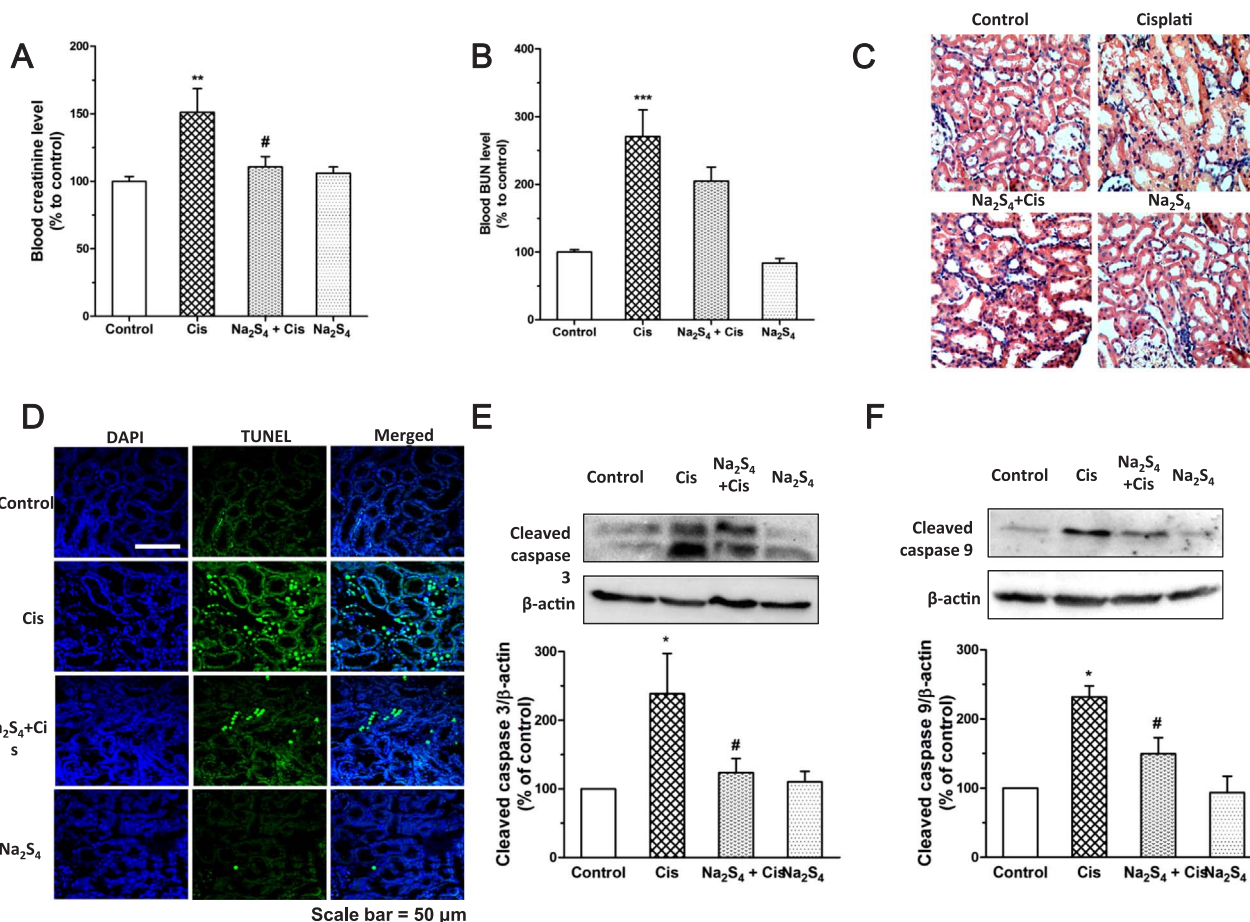 A
Blood creatinine level
(% to control)
200
150
100
50
0
**
#
Control
Cis
Na₂S₄ + Cis
Na₂S₄
B
Blood BUN level
(% to control)
400
300
200
100
0
***
Control
Cis
Na₂S₄ + Cis
Na₂S₄
C
Control
Cisplati
Na₂S₄+Cis
Na₂S₄
D
DAPI
TUNEL
Merged
Control
Cis
a₂S₄+Ci
s
Na₂S₄
Scale bar = 50 µm
E
Control
Cis
Na₂S₄
+Cis
Na₂S₄
Cleaved
caspase
3
β-actin
Cleaved caspase 3/β-actin
(% of control)
300
200
100
0
*
#
Control
Cis
Na₂S₄ + Cis
Na₂S₄
F
Control
Cis
Na₂S₄
+Cis
Na₂S₄
Cleaved
caspase 9
β-actin
Cleaved caspase 9/β-actin
(% of control)
300
200
100
0
*
#
Control
Cis
Na₂S₄ + Cis
Na₂S₄